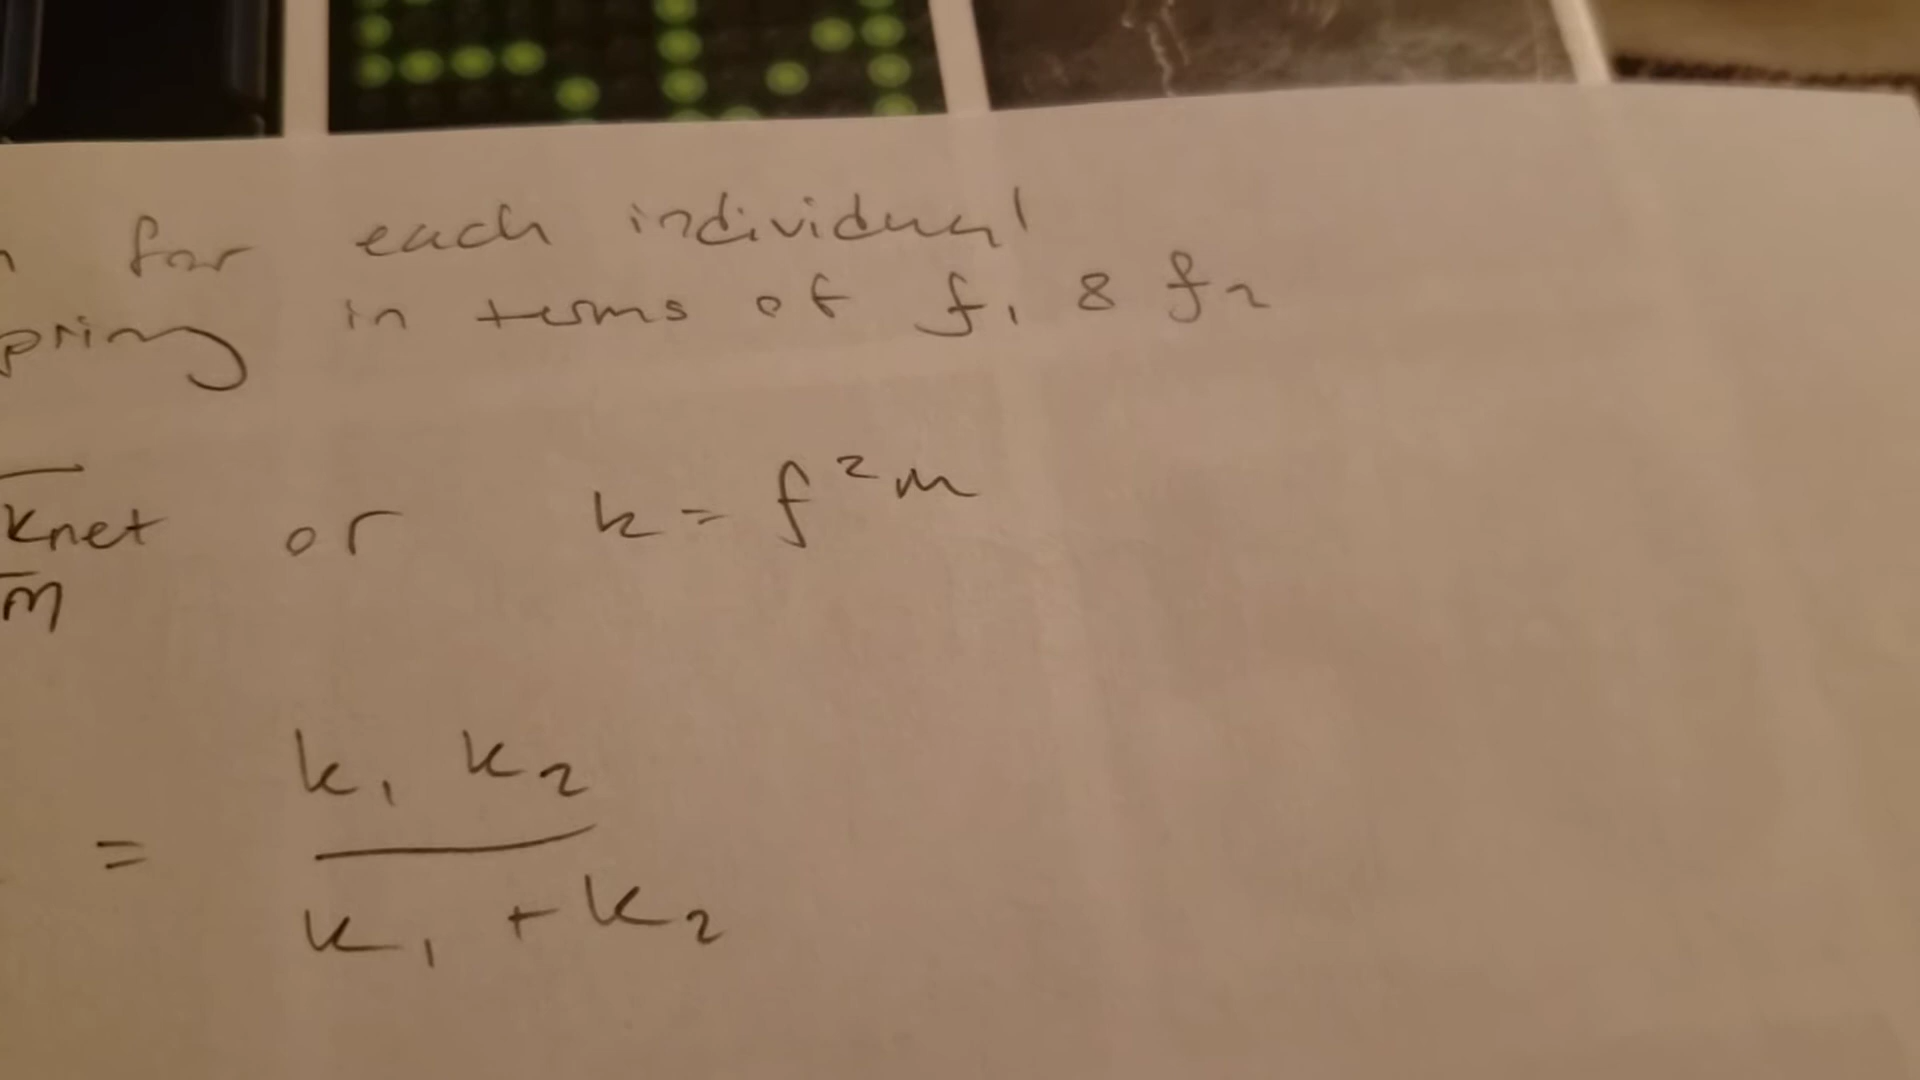 for each individual
pring in terms of f₁ & f₂
knet or k = f²m
m
k₁ k₂
=
k₁ + k₂